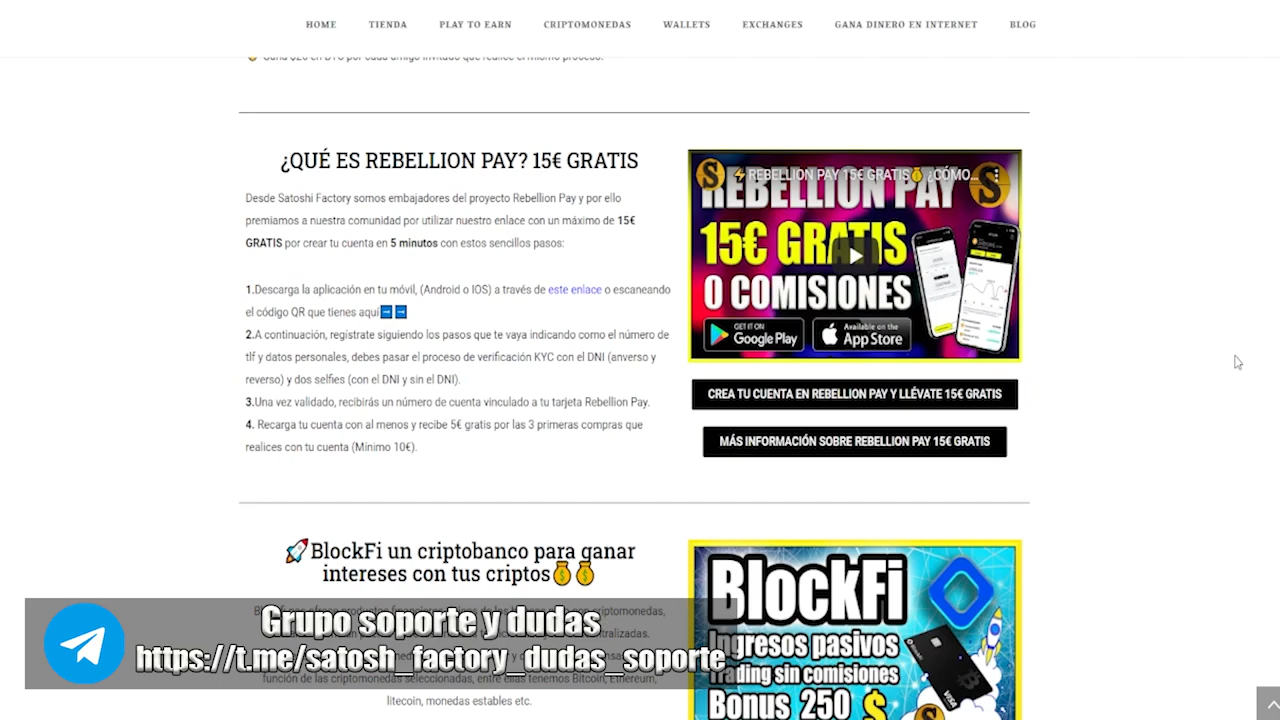 HOME TIENDA PLAY TO EARN CRIPTOMONEDAS WALLETS EXCHANGES GANA DINERO EN INTERNET BLOG
Gana $20 en BTC por cada amigo invitado que realice el mismo proceso.
¿QUÉ ES REBELLION PAY? 15€ GRATIS
Desde Satoshi Factory somos embajadores del proyecto Rebellion Pay y por ello
premiamos a nuestra comunidad por utilizar nuestro enlace con un máximo de 15€
GRATIS por crear tu cuenta en 5 minutos con estos sencillos pasos:
1.Descarga la aplicación en tu móvil, (Android o IOS) a través de este enlace o escaneando
el código QR que tienes aquí➡➡
2.A continuación, regístrate siguiendo los pasos que te vaya indicando como el número de
tlf y datos personales, debes pasar el proceso de verificación KYC con el DNI (anverso y
reverso) y dos selfies (con el DNI y sin el DNI).
3.Una vez validado, recibirás un número de cuenta vinculado a tu tarjeta Rebellion Pay.
4. Recarga tu cuenta con al menos y recibe 5€ gratis por las 3 primeras compras que
realices con tu cuenta (Mínimo 10€).
⚡REBELLION PAY 15€ GRATIS💰¿CÓMO...
REBELLION PAY
15€ GRATIS
0 COMISIONES
GET IT ON
Google Play
Available on the
App Store
CREA TU CUENTA EN REBELLION PAY Y LLÉVATE 15€ GRATIS
MÁS INFORMACIÓN SOBRE REBELLION PAY 15€ GRATIS
🚀BlockFi un criptobanco para ganar
intereses con tus criptos💰💰
función de las criptomonedas seleccionadas, entre ellas tenemos Bitcoin, Ethereum,
litecoin, monedas estables etc.
BlockFi
Ingresos pasivos
Trading sin comisiones
Bonus 250 $
VISA
Grupo soporte y dudas
https://t.me/satosh_factory_dudas_soporte